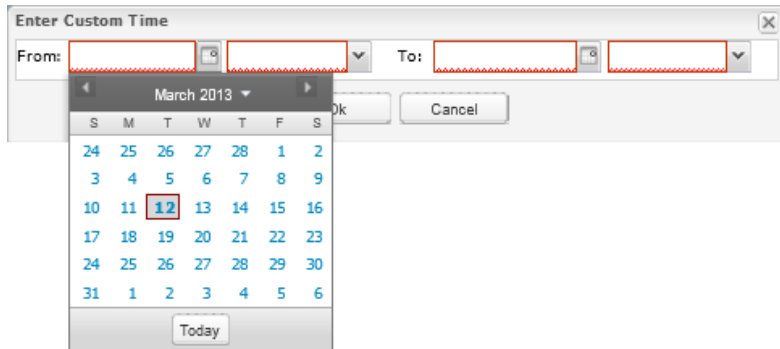 Enter Custom Time
From: To:
March 2013
Ok Cancel
S M T W T F S
24 25 26 27 28 1 2
3 4 5 6 7 8 9
10 11 12 13 14 15 16
17 18 19 20 21 22 23
24 25 26 27 28 29 30
31 1 2 3 4 5 6
Today